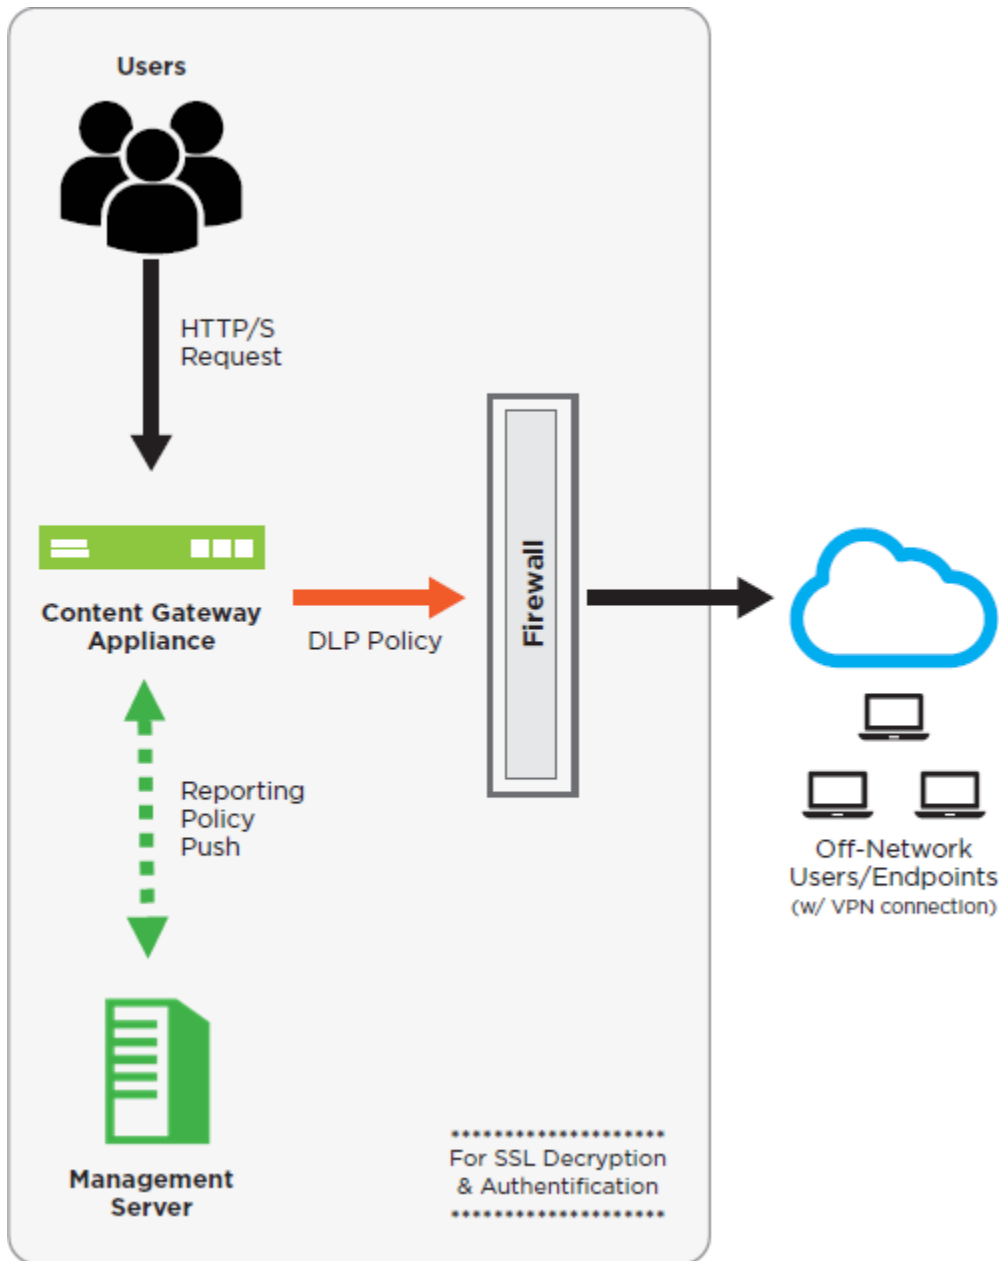 Users
HTTP/S
Request
Content Gateway
Appliance
DLP Policy
Firewall
Reporting
Policy
Push
Off-Network
Users/Endpoints
(w/ VPN connection)
Management
Server
********************
For SSL Decryption
& Authentification
********************